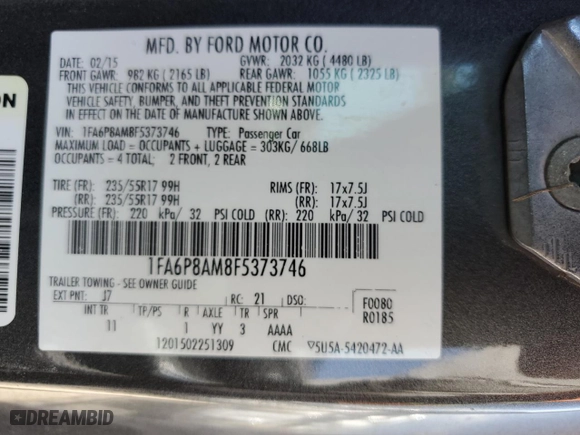 MFD. BY FORD MOTOR CO.
DATE: 02/15 GVWR: 2032 KG ( 4480 LB)
FRONT GAWR: 982 KG ( 2165 LB) REAR GAWR: 1055 KG ( 2325 LB)
THIS VEHICLE CONFORMS TO ALL APPLICABLE FEDERAL MOTOR
VEHICLE SAFETY, BUMPER, AND THEFT PREVENTION STANDARDS
IN EFFECT ON THE DATE OF MANUFACTURE SHOWN ABOVE.
VIN: 1FA6P8AM8F5373746 TYPE: Passenger Car
MAXIMUM LOAD = OCCUPANTS + LUGGAGE = 303KG/ 668LB
OCCUPANTS = 4 TOTAL: 2 FRONT, 2 REAR
TIRE (FR): 235/55R17 99H RIMS (FR): 17x7.5J
(RR): 235/55R17 99H (RR): 17x7.5J
PRESSURE (FR): 220 kPa/ 32 PSI COLD (RR): 220 kPa/ 32 PSI COLD
1FA6P8AM8F5373746
TRAILER TOWING - SEE OWNER GUIDE
EXT PNT: J7 RC: 21 DSO: F0080
INT TR TP/PS R AXLE TR SPR R0185
11 1 YY 3 AAAA
1201502251309 CMC 5U5A-5420472-AA
ON
DREAMBID